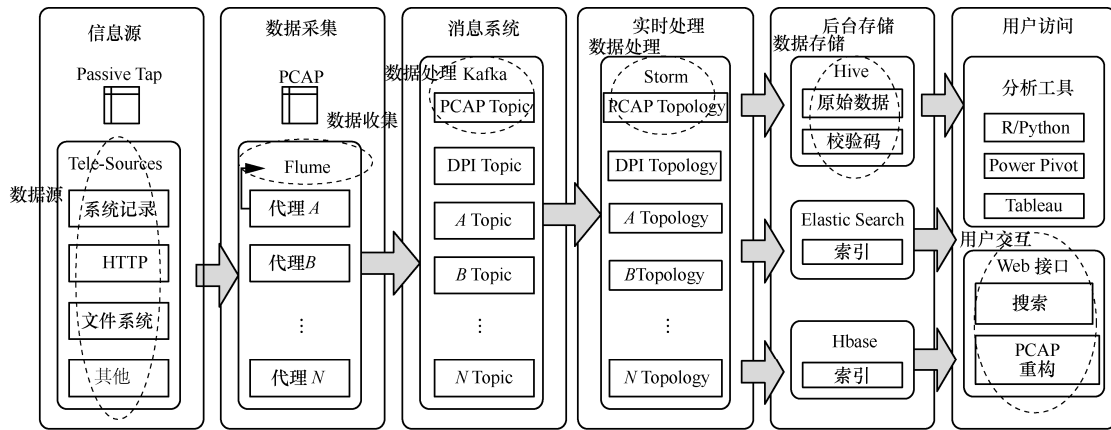 信息源
Passive Tap
数据源
Tele-Sources
系统记录
HTTP
文件系统
其他
数据采集
PCAP
数据收集
Flume
代理 A
代理B
⋮
代理 N
消息系统
数据处理
Kafka
PCAP Topic
DPI Topic
A Topic
B Topic
⋮
N Topic
实时处理
数据处理
Storm
PCAP Topology
DPI Topology
A Topology
BTopology
⋮
N Topology
后台存储
数据存储
Hive
原始数据
校验码
Elastic Search
索引
Hbase
索引
用户访问
分析工具
R/Python
Power Pivot
Tableau
用户交互
Web 接口
搜索
PCAP
重构